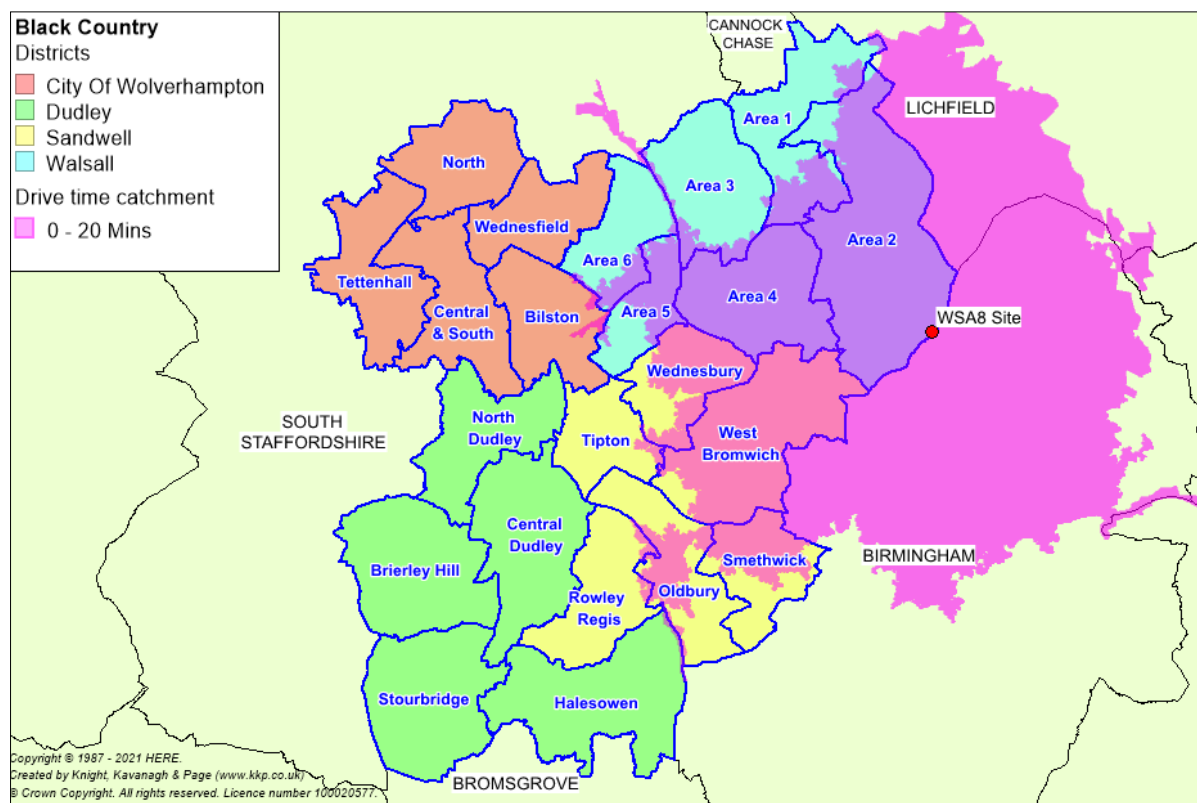 Black Country
Districts
City Of Wolverhampton
Dudley
Sandwell
Walsall
Drive time catchment
0 - 20 Mins
CANNOCK
CHASE
LICHFIELD
Area 1
North
Area 3
Wednesfield
Area 2
Area 6
Tettenhall
Area 4
Central
& South
Bilston
Area 5
WSA8 Site
Wednesbury
SOUTH
STAFFORDSHIRE
North
Dudley
Tipton
West
Bromwich
Central
Dudley
BIRMINGHAM
Smethwick
Brierley Hill
Rowley
Regis
Oldbury
Stourbridge
Halesowen
BROMSGROVE
Copyright © 1987 - 2021 HERE.
Created by Knight, Kavanagh & Page (www.kkp.co.uk)
© Crown Copyright. All rights reserved. Licence number 100020577.